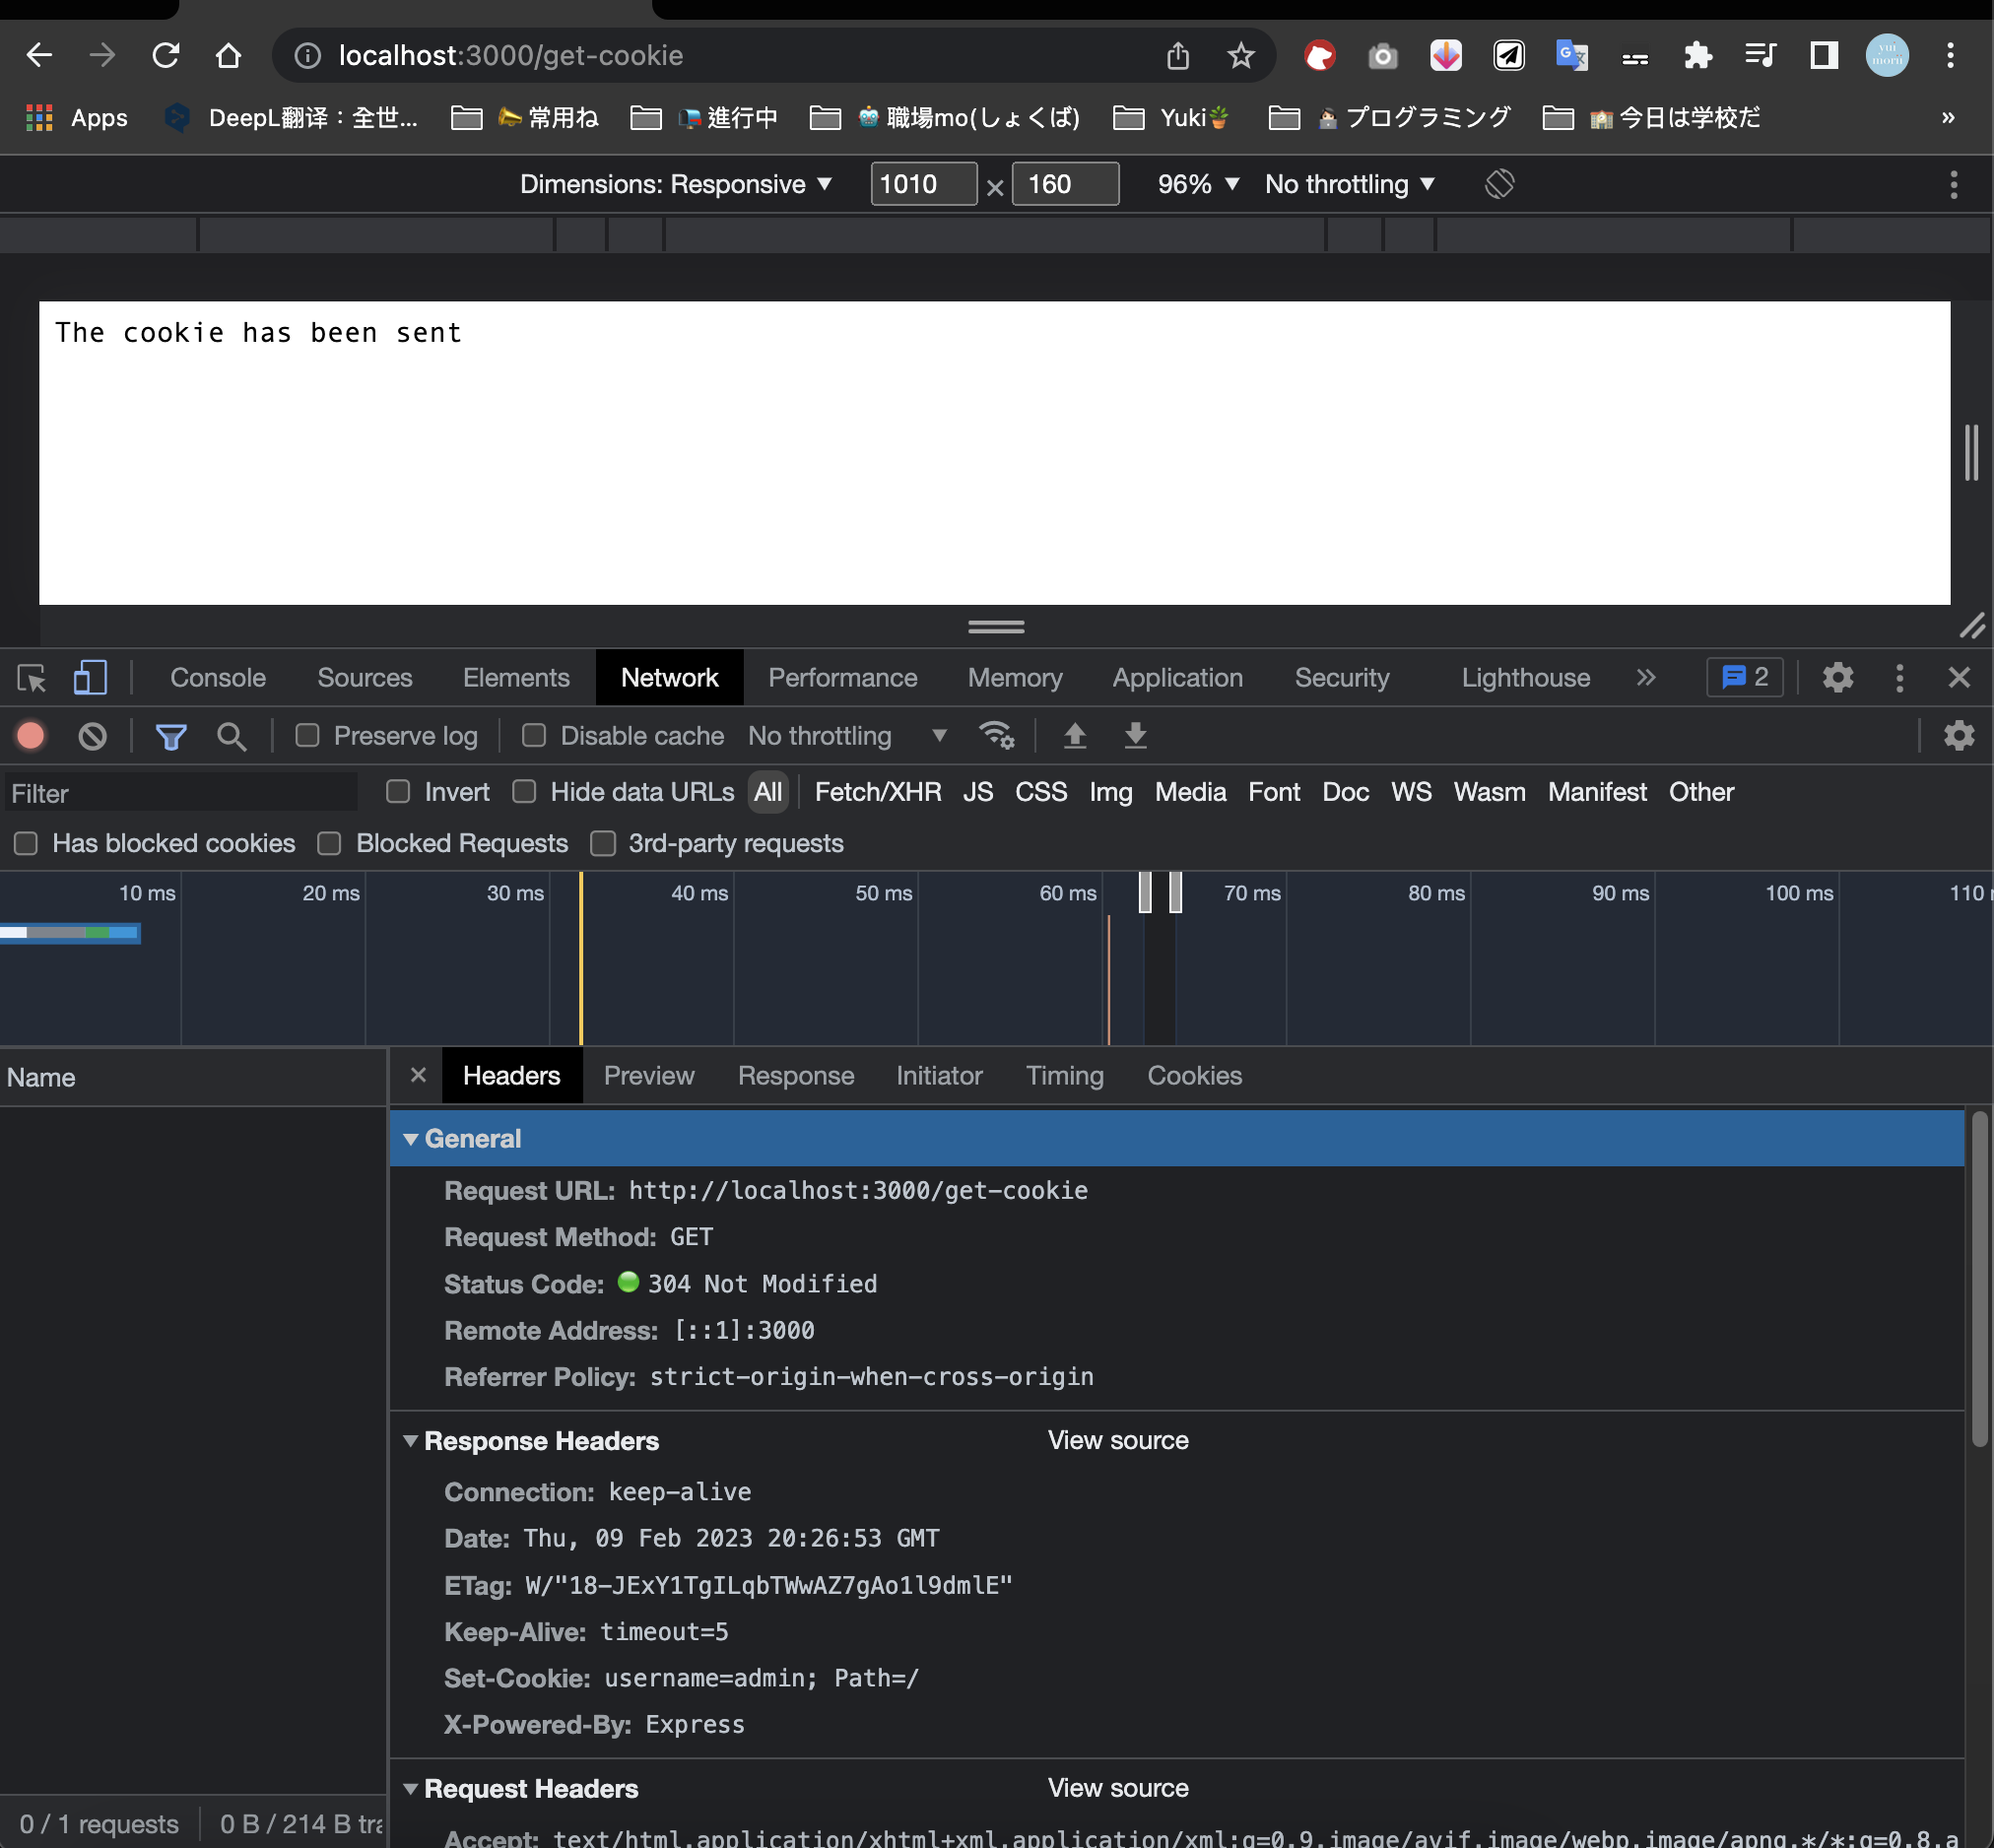 localhost:3000/get-cookie
Apps DeepL翻译：全世... 常用ね 進行中 職場mo(しょくば) Yuki プログラミング 今日は学校だ »
Dimensions: Responsive ▼ 1010 × 160 96% ▼ No throttling ▼
The cookie has been sent
Console Sources Elements Network Performance Memory Application Security Lighthouse » 2
Preserve log Disable cache No throttling ▼
Filter Invert Hide data URLs All Fetch/XHR JS CSS Img Media Font Doc WS Wasm Manifest Other
Has blocked cookies Blocked Requests 3rd-party requests
10 ms 20 ms 30 ms 40 ms 50 ms 60 ms 70 ms 80 ms 90 ms 100 ms 110
Name × Headers Preview Response Initiator Timing Cookies
General
Request URL: http://localhost:3000/get-cookie
Request Method: GET
Status Code: 304 Not Modified
Remote Address: [::1]:3000
Referrer Policy: strict-origin-when-cross-origin
Response Headers View source
Connection: keep-alive
Date: Thu, 09 Feb 2023 20:26:53 GMT
ETag: W/"18-JExY1TgILqbTWwAZ7gAo1l9dmlE"
Keep-Alive: timeout=5
Set-Cookie: username=admin; Path=/
X-Powered-By: Express
Request Headers View source
0 / 1 requests 0 B / 214 B tra
Accept: text/html,application/xhtml+xml,application/xml;q=0.9,image/avif,image/webp,image/apng,*/*;q=0.8,a